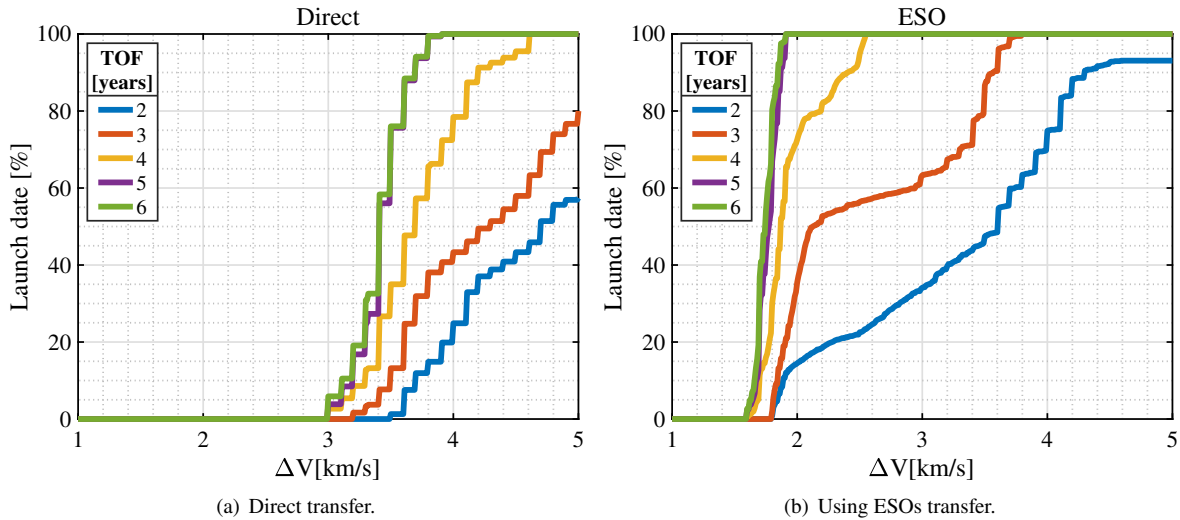 Direct
100
80
60
40
20
0
Launch date [%]
TOF
[years]
2
3
4
5
6
1
2
3
4
5
ΔV[km/s]
(a) Direct transfer.
ESO
100
80
60
40
20
0
Launch date [%]
TOF
[years]
2
3
4
5
6
1
2
3
4
5
ΔV[km/s]
(b) Using ESOs transfer.